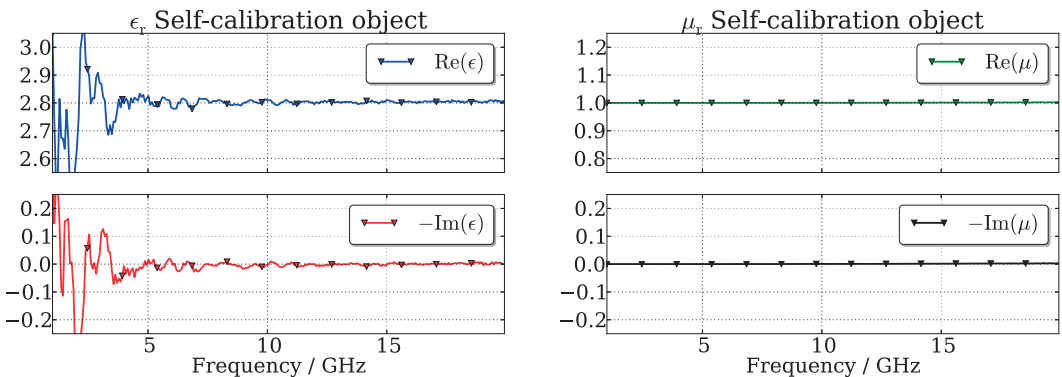 ϵr Self-calibration object
3.0
2.9
2.8
2.7
2.6
Re(ϵ)
0.2
0.1
0.0
−0.1
−0.2
−Im(ϵ)
5 10 15
Frequency / GHz
μr Self-calibration object
1.2
1.1
1.0
0.9
0.8
Re(μ)
0.2
0.1
0.0
−0.1
−0.2
−Im(μ)
5 10 15
Frequency / GHz